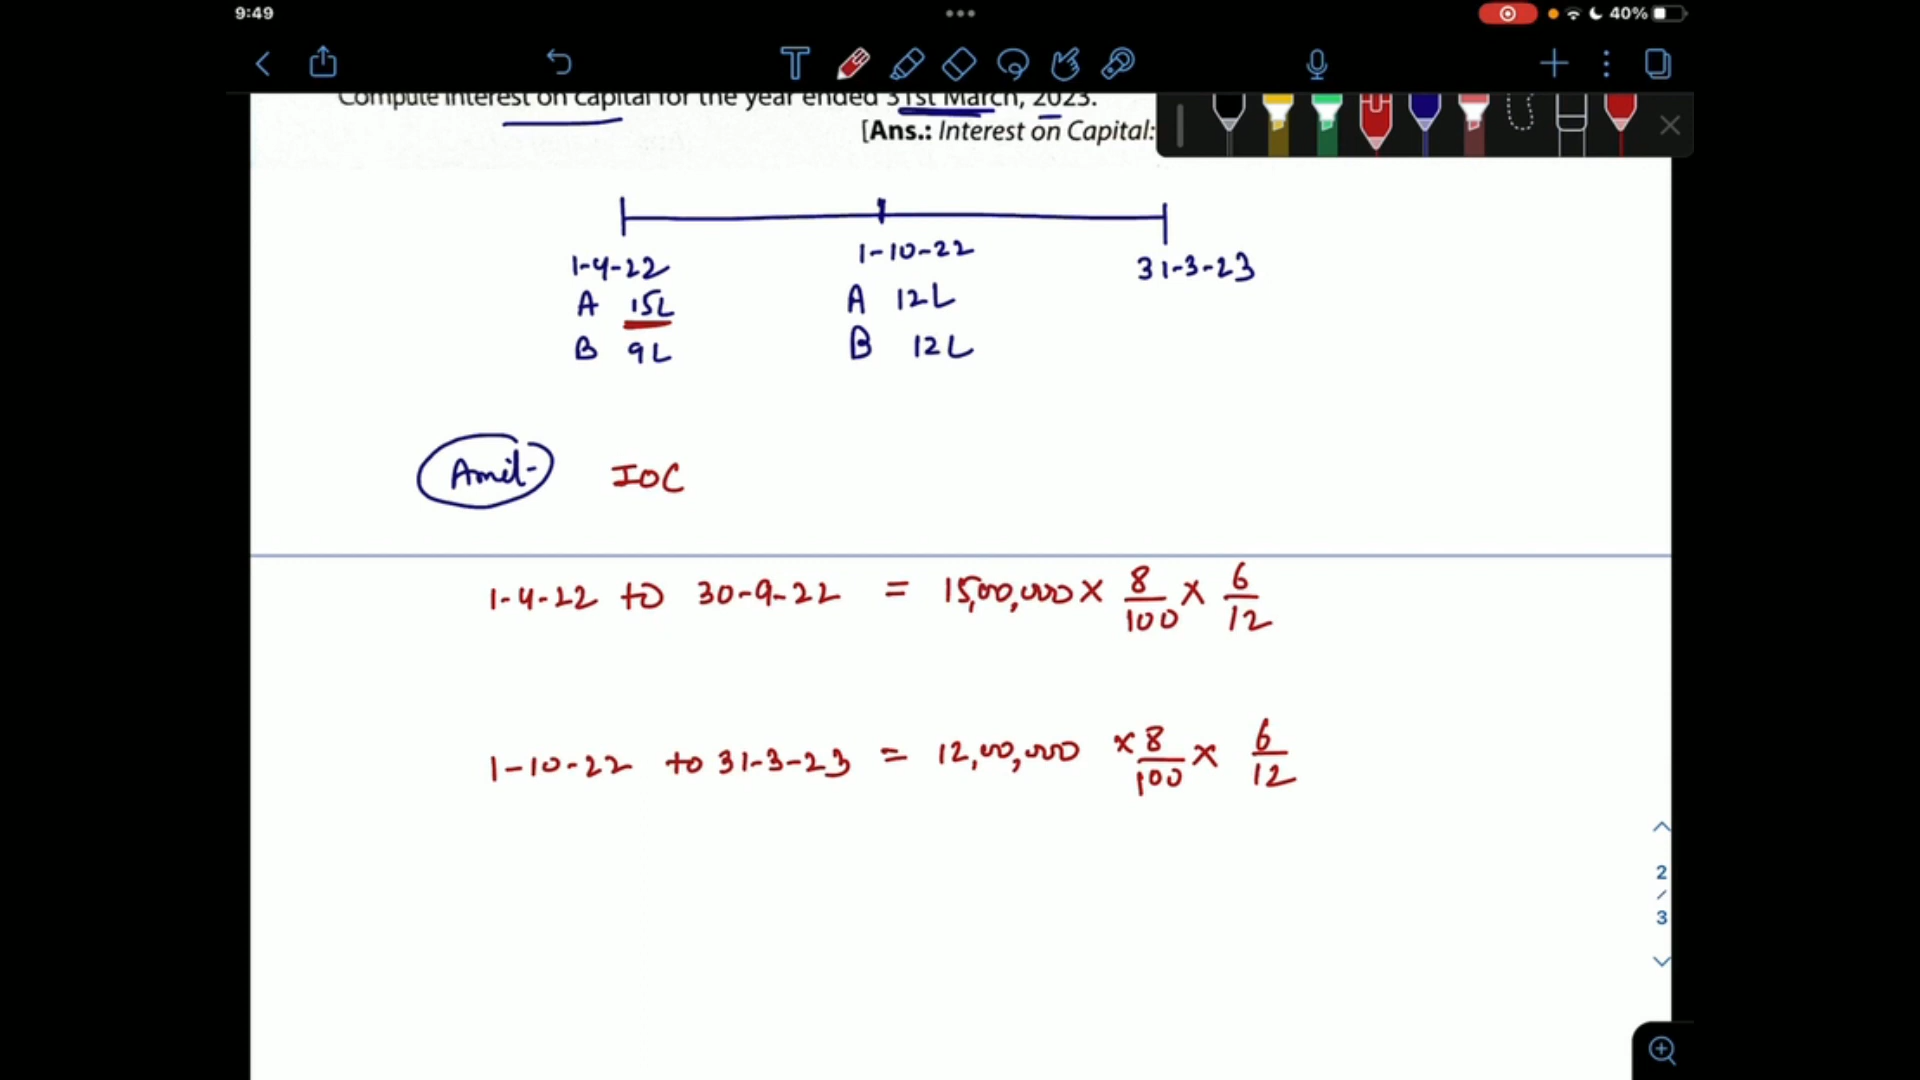 9:49
40%
Compute interest on capital for the year ended 31st March, 2023.
[Ans.: Interest on Capital:
1-4-22 1-10-22 31-3-23
A 15L A 12L
B 9L B 12L
Amit- IOC
1-4-22 to 30-9-22 = 15,00,000 × 8/100 × 6/12
1-10-22 to 31-3-23 = 12,00,000 × 8/100 × 6/12
2
/
3